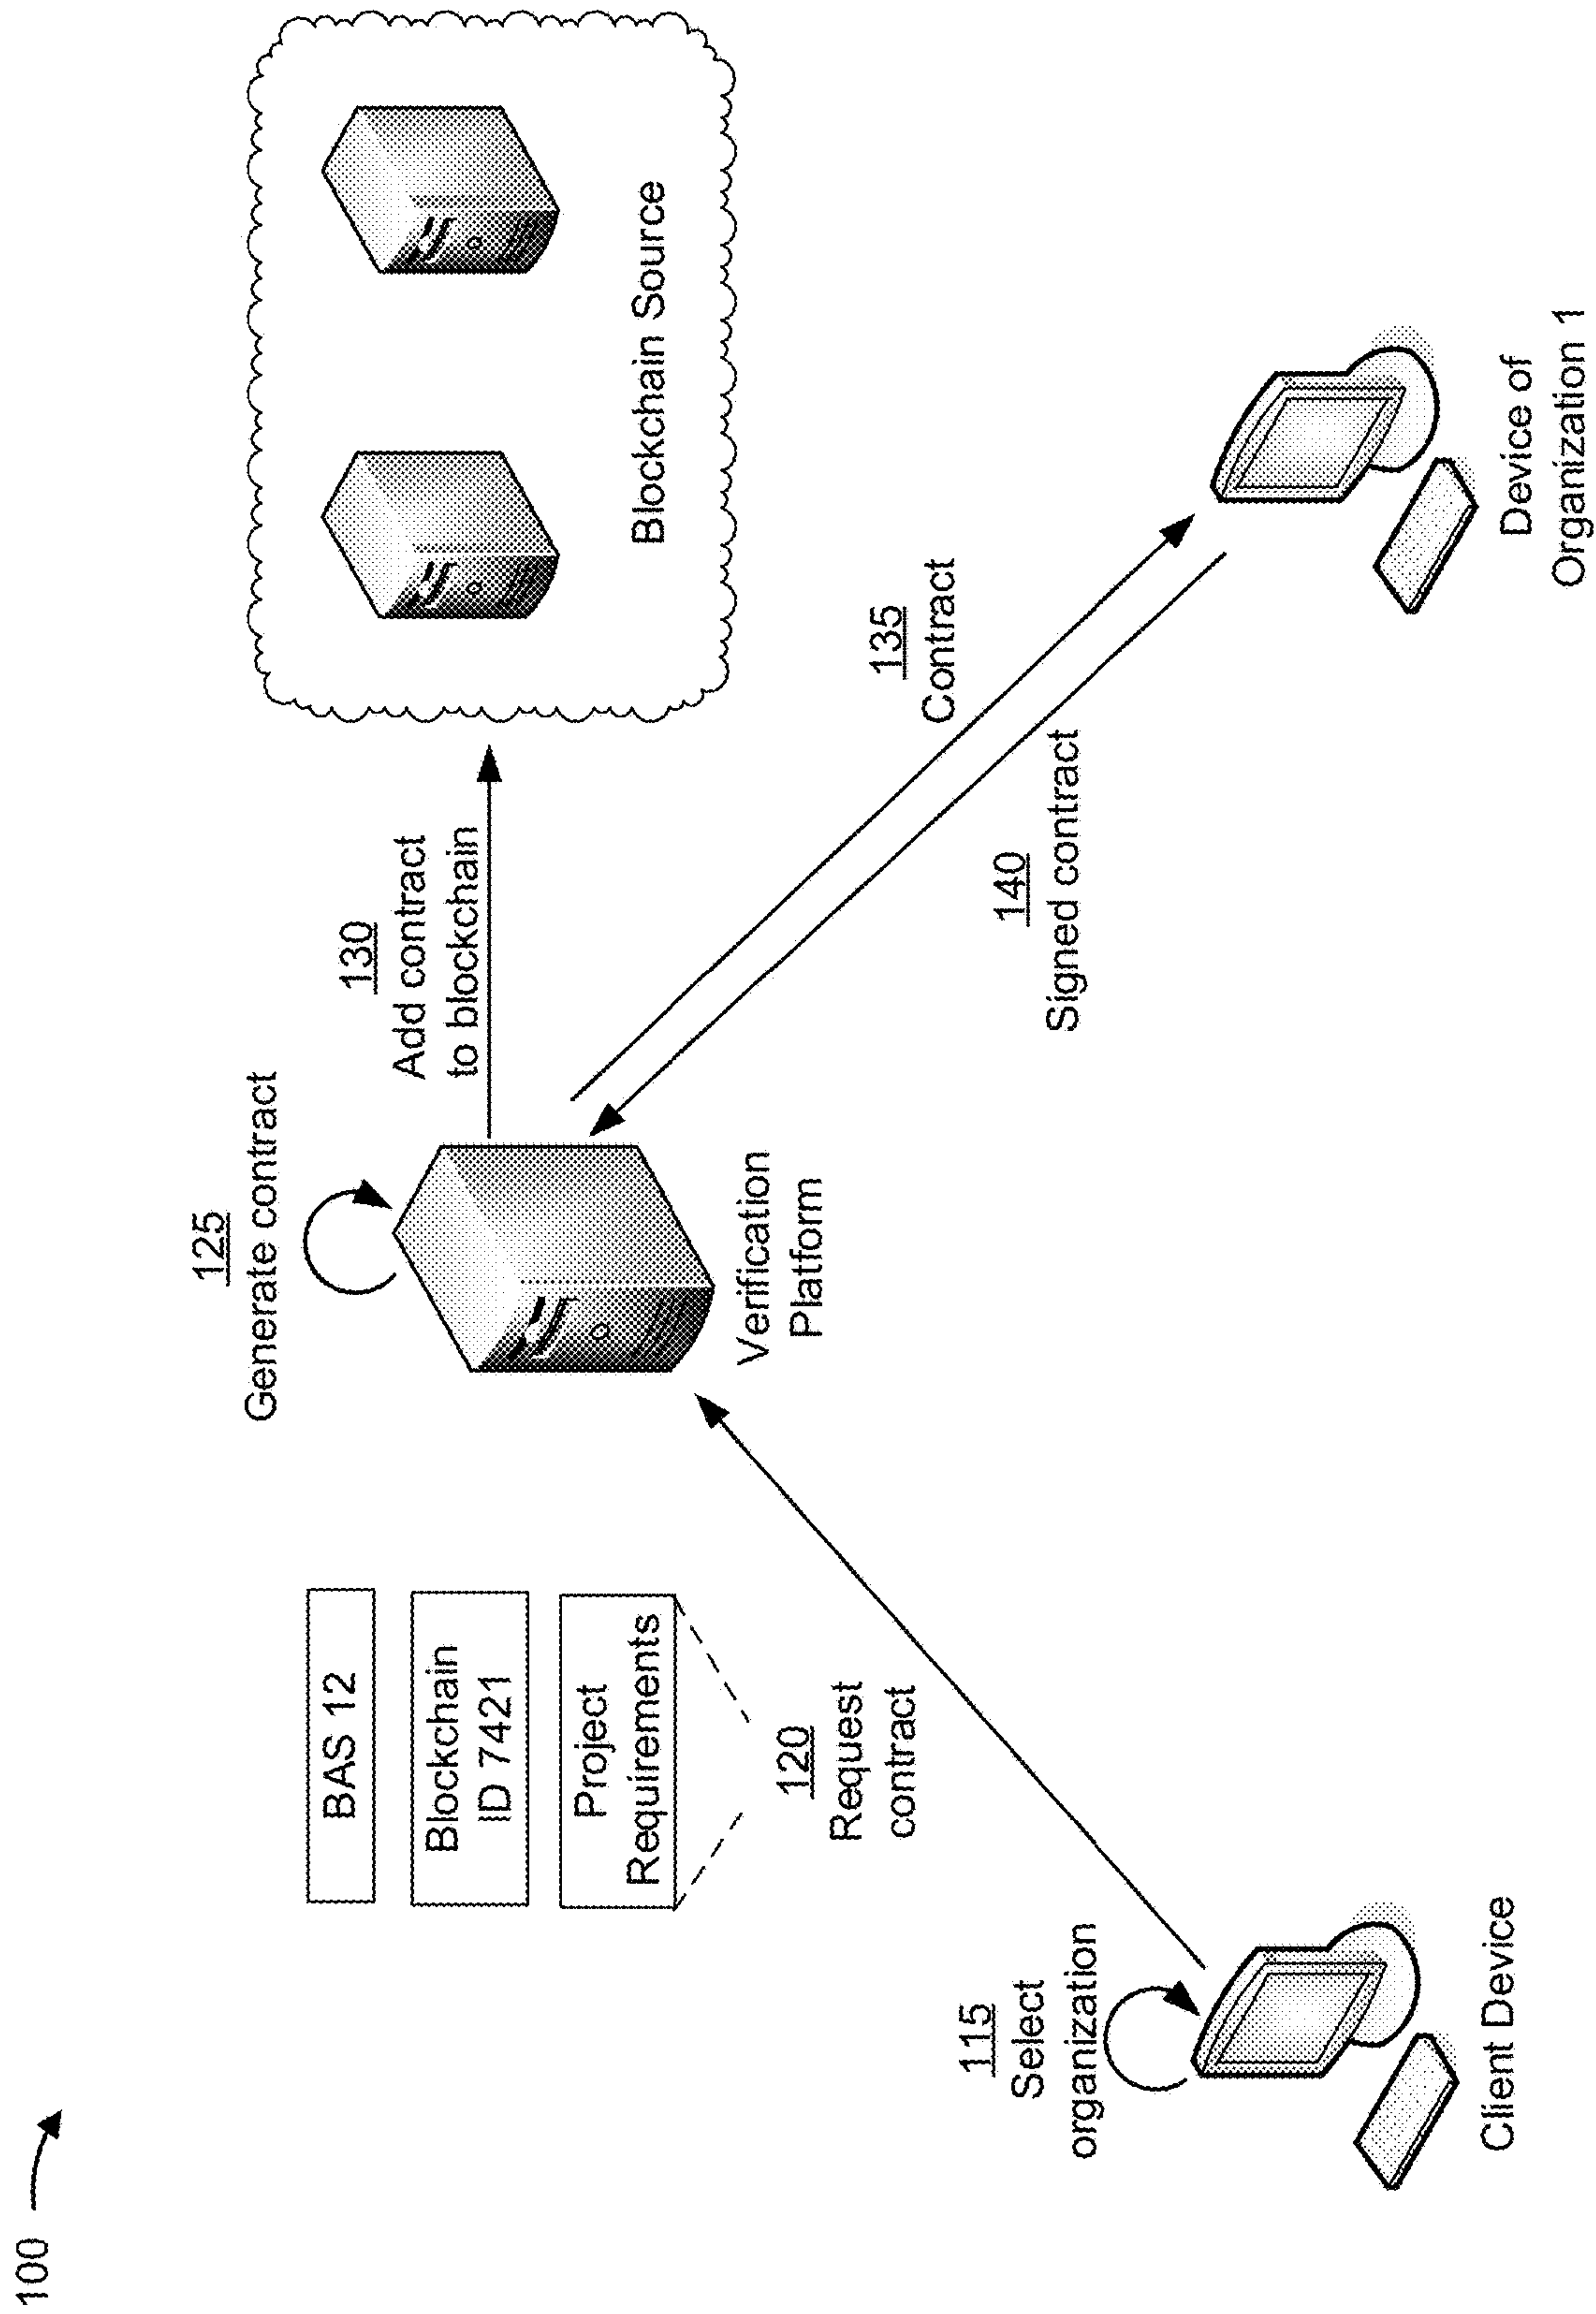 100
BAS 12
Blockchain
ID 7421
Project
Requirements
120
Request
contract
115
Select
organization
Client Device
125
Generate contract
Verification
Platform
130
Add contract
to blockchain
135
Contract
140
Signed contract
Blockchain Source
Device of
Organization 1